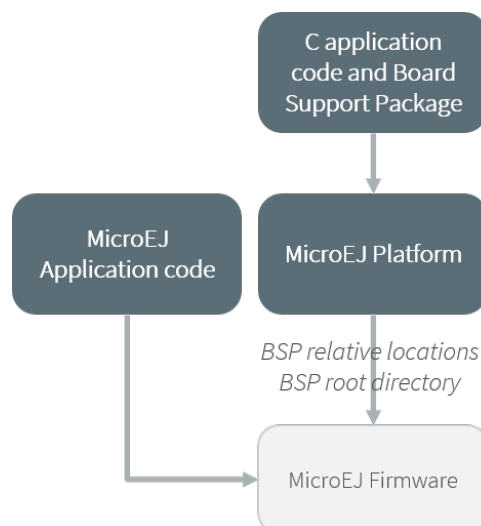 C application
code and Board
Support Package
MicroEJ
Application code
MicroEJ Platform
BSP relative locations
BSP root directory
MicroEJ Firmware